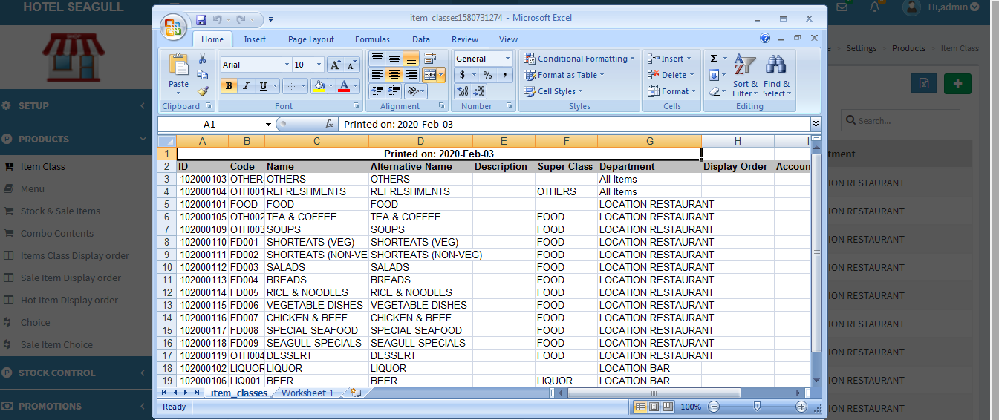 HOTEL SEAGULL
item_classes1580731274 - Microsoft Excel
Hi,admin
Home Insert Page Layout Formulas Data Review View
Settings > Products > Item Class
Paste
Arial 10
General
Conditional Formatting
Format as Table
Cell Styles
Insert
Delete
Format
Sort & Filter
Find & Select
Clipboard Font Alignment Number Styles Cells Editing
SETUP
PRODUCTS
Item Class
Menu
Stock & Sale Items
Combo Contents
Items Class Display order
Sale Item Display order
Hot Item Display order
Choice
Sale Item Choice
STOCK CONTROL
PROMOTIONS
Search...
A1 fx Printed on: 2020-Feb-03
A B C D E F G H I
1 Printed on: 2020-Feb-03
2 ID Code Name Alternative Name Description Super Class Department Display Order Accoun
3 102000103 OTHERS OTHERS OTHERS All Items
4 102000104 OTH001 REFRESHMENTS REFRESHMENTS OTHERS All Items
5 102000101 FOOD FOOD FOOD LOCATION RESTAURANT
6 102000105 OTH002 TEA & COFFEE TEA & COFFEE FOOD LOCATION RESTAURANT
7 102000109 OTH003 SOUPS SOUPS FOOD LOCATION RESTAURANT
8 102000110 FD001 SHORTEATS (VEG) SHORTEATS (VEG) FOOD LOCATION RESTAURANT
9 102000111 FD002 SHORTEATS (NON-VE SHORTEATS (NON-VEG) FOOD LOCATION RESTAURANT
10 102000112 FD003 SALADS SALADS FOOD LOCATION RESTAURANT
11 102000113 FD004 BREADS BREADS FOOD LOCATION RESTAURANT
12 102000114 FD005 RICE & NOODLES RICE & NOODLES FOOD LOCATION RESTAURANT
13 102000115 FD006 VEGETABLE DISHES VEGETABLE DISHES FOOD LOCATION RESTAURANT
14 102000116 FD007 CHICKEN & BEEF CHICKEN & BEEF FOOD LOCATION RESTAURANT
15 102000117 FD008 SPECIAL SEAFOOD SPECIAL SEAFOOD FOOD LOCATION RESTAURANT
16 102000118 FD009 SEAGULL SPECIALS SEAGULL SPECIALS FOOD LOCATION RESTAURANT
17 102000119 OTH004 DESSERT DESSERT FOOD LOCATION RESTAURANT
18 102000102 LIQUOR LIQUOR LIQUOR LOCATION BAR
19 102000106 LIQ001 BEER BEER LIQUOR LOCATION BAR
item_classes Worksheet 1
Ready 100%
tment
ION RESTAURANT
ION RESTAURANT
ION RESTAURANT
ION RESTAURANT
ION RESTAURANT
ION RESTAURANT
ION RESTAURANT
ION RESTAURANT
ION RESTAURANT